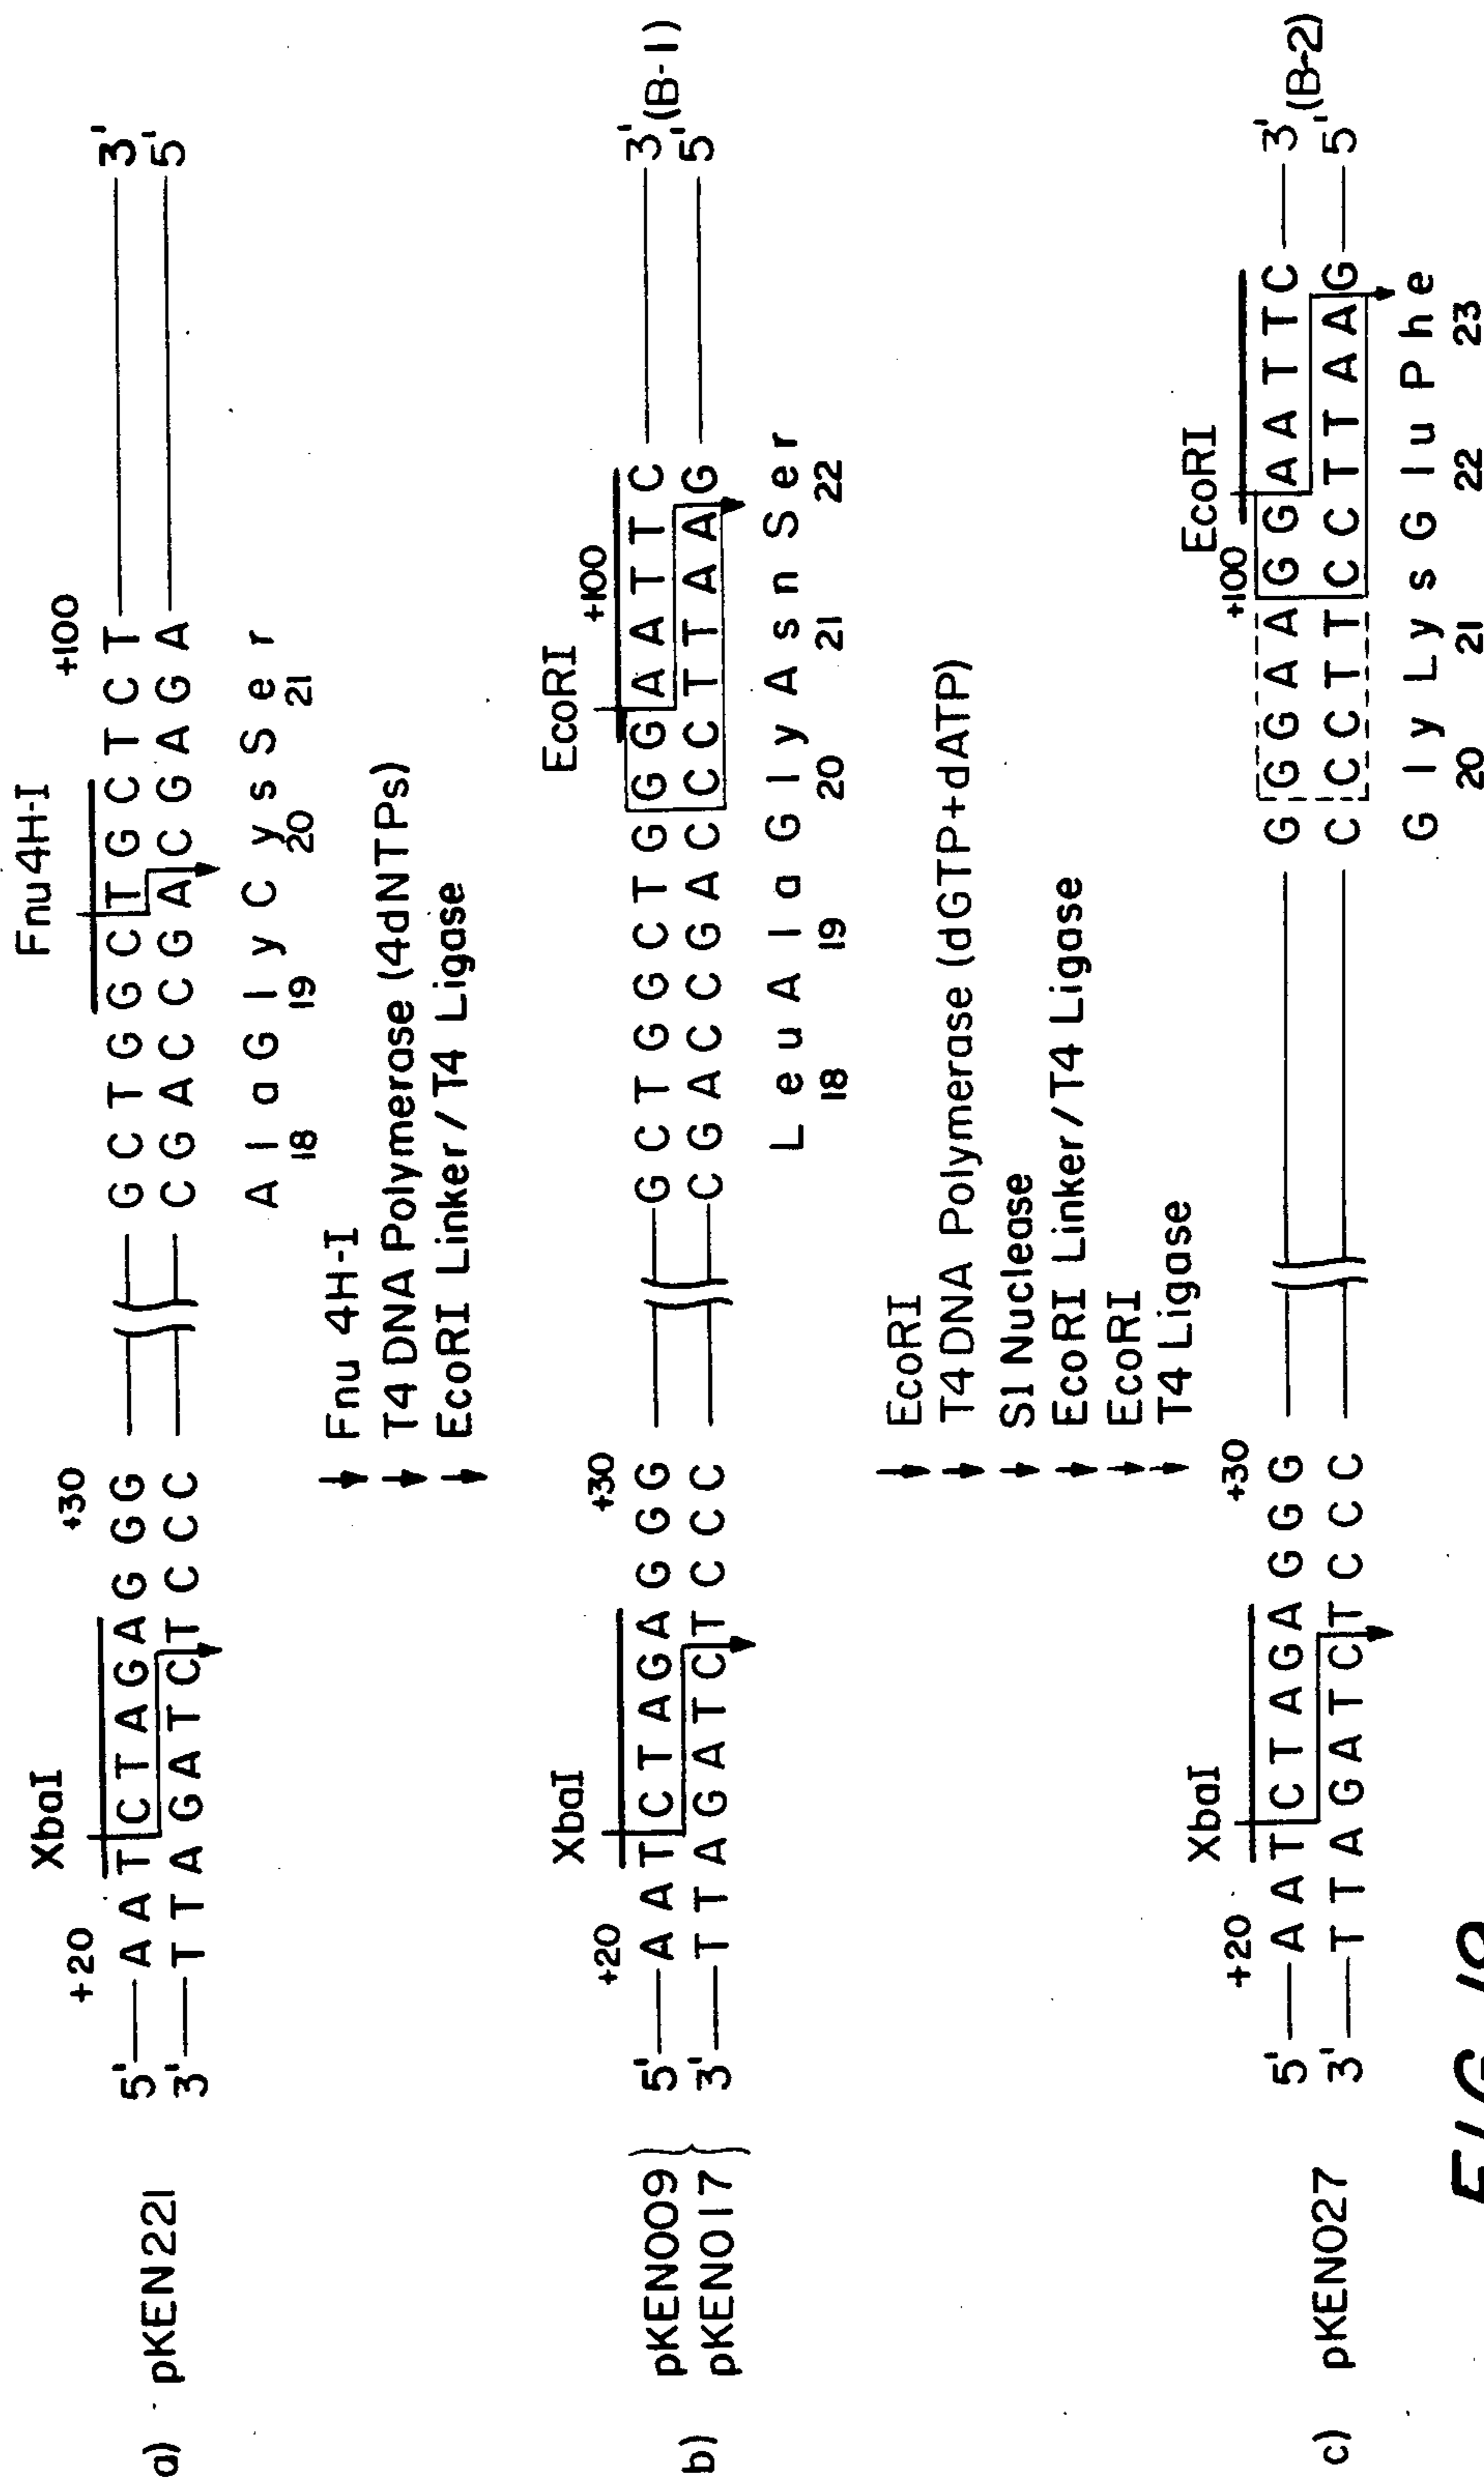 Fnu4H-I
XbaI
+20 +30 +100
a) pKEN221 5' A A T C T A G A G G G G C T G G C T G C T C T 3'
3' T T A G A T C T C C C C G A C C G A C G A G A 5'
A l a G l y C y s S e r
18 19 20 21
Fnu 4H-I
T4 DNA Polymerase (4dNTPs)
EcoRI Linker/T4 Ligase
XbaI EcoRI
+20 +30 +100
b) pKEN009 5' A A T C T A G A G G G G C T G G C T G G G A A T T C 3' (B-1)
pKEN017 3' T T A G A T C T C C C C G A C C G A C C C T T A A G 5'
L e u A l a G l y A s n S e r
18 19 20 21 22
EcoRI
T4 DNA Polymerase (dGTP+dATP)
S1 Nuclease
EcoRI Linker/T4 Ligase
EcoRI
T4 Ligase
XbaI EcoRI
+20 +30 +100
c) pKEN027 5' A A T C T A G A G G G G G G A A G G A A T T C 3' (B-2)
3' T T A G A T C T C C C C C C T T C C T T A A G 5'
G l y L y s G l u P h e
20 21 22 23